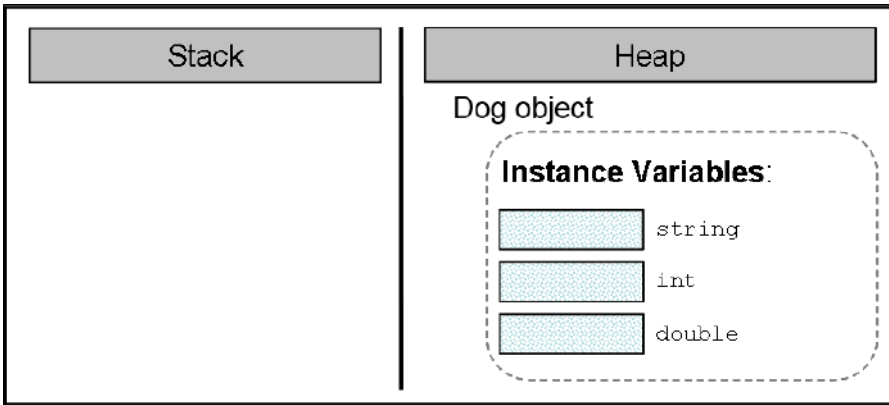 Stack
Heap
Dog object
Instance Variables:
string
int
double